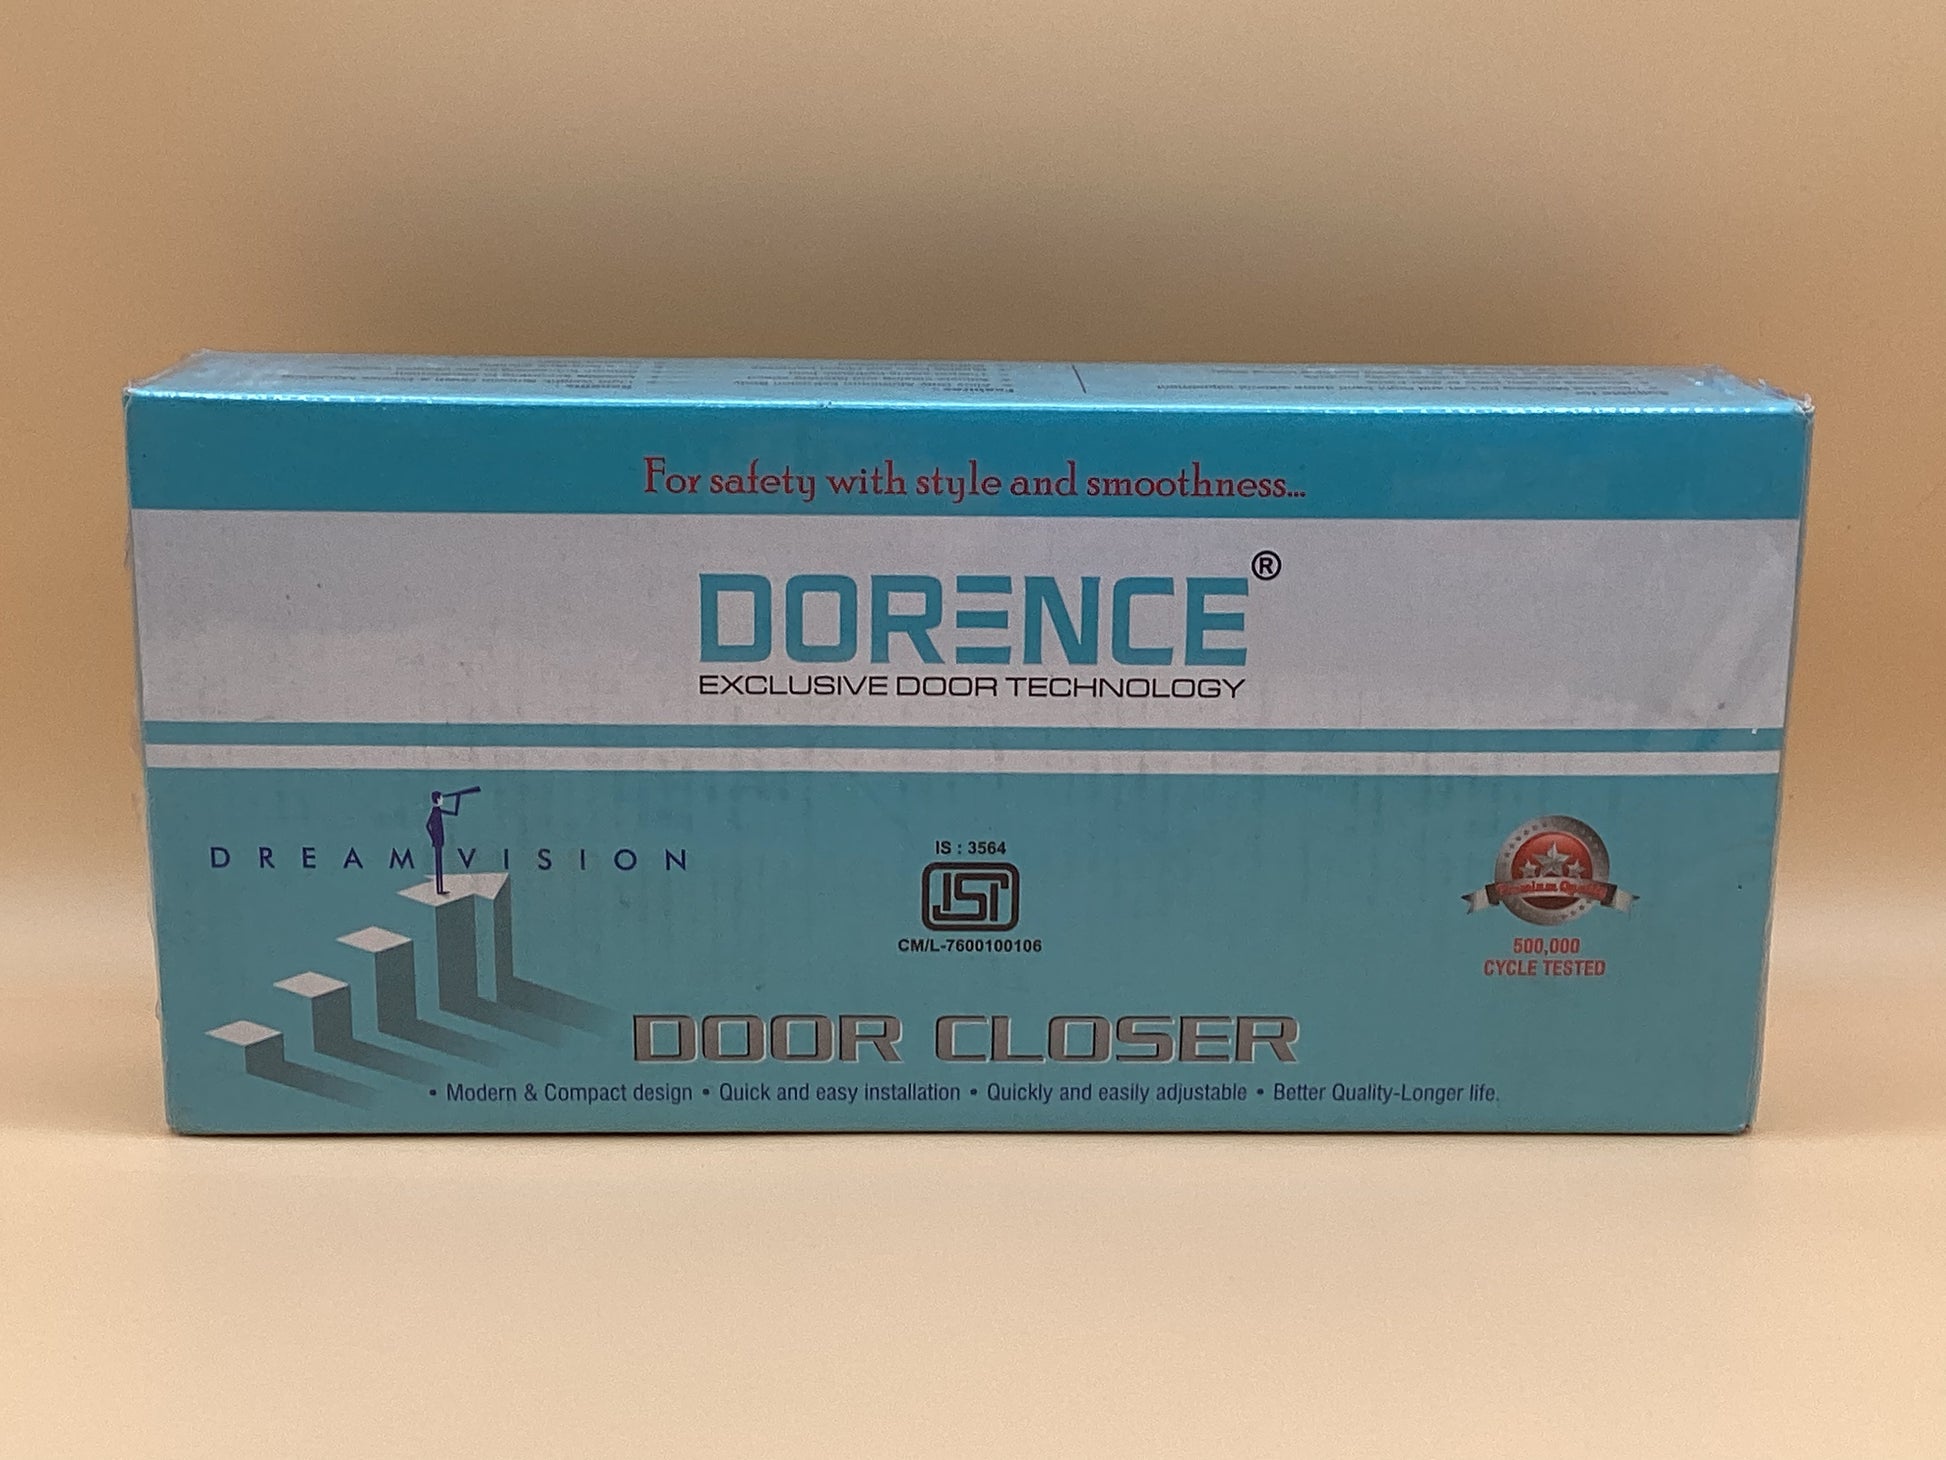 For safety with style and smoothness...
DORENCE®
EXCLUSIVE DOOR TECHNOLOGY
DREAM VISION
IS : 3564
ISI
CM/L-7600100106
Premium Quality
500,000
CYCLE TESTED
DOOR CLOSER
• Modern & Compact design • Quick and easy installation • Quickly and easily adjustable • Better Quality-Longer life.